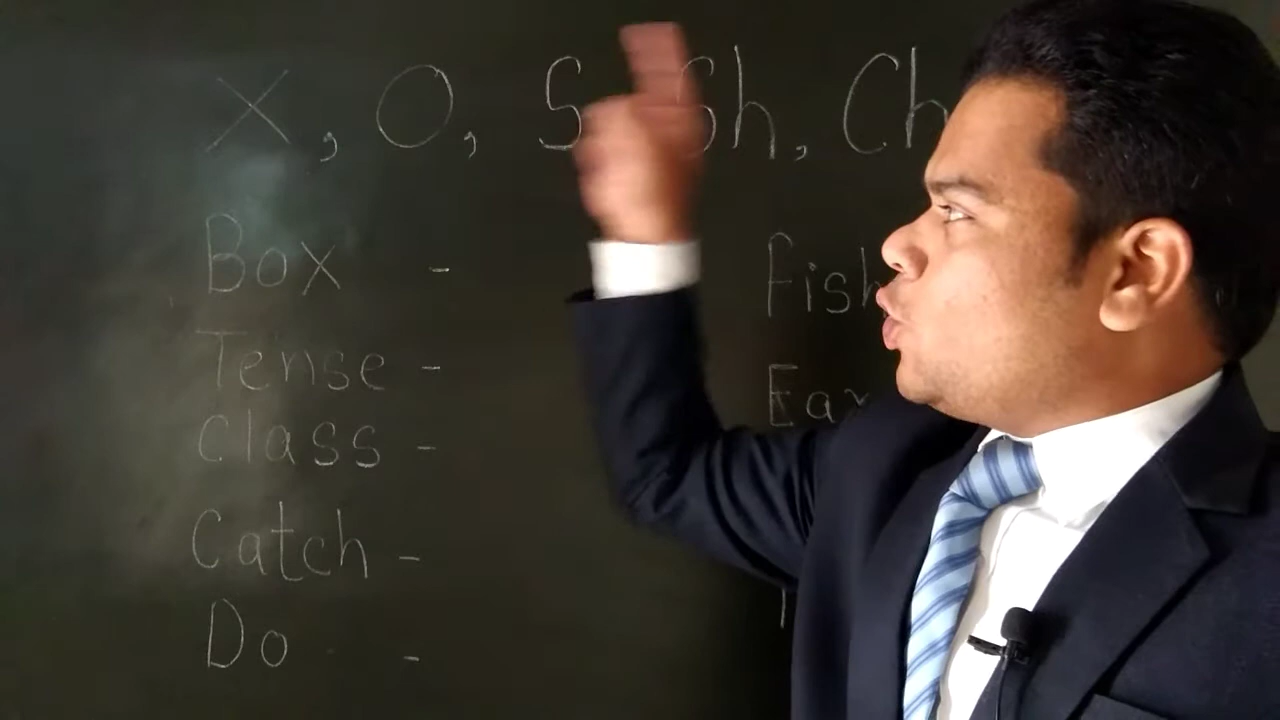 X, O, S Sh, Ch
Box -
Tense -
Class -
Catch -
Do -
Fish